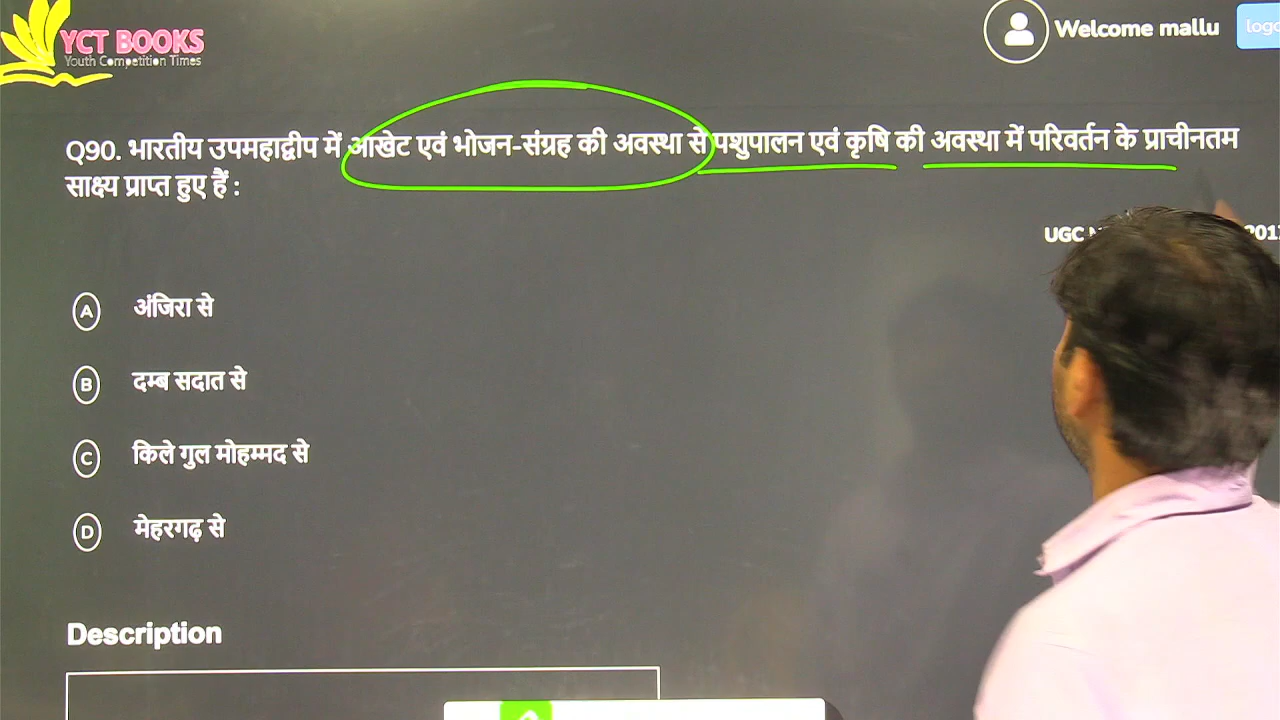 YCT BOOKS
Youth Competition Times
Welcome mallu
Q90. भारतीय उपमहाद्वीप में आखेट एवं भोजन-संग्रह की अवस्था से पशुपालन एवं कृषि की अवस्था में परिवर्तन के प्राचीनतम
साक्ष्य प्राप्त हुए हैं :
UGC
A अंजिरा से
B दम्ब सदात से
C किले गुल मोहम्मद से
D मेहरगढ़ से
Description